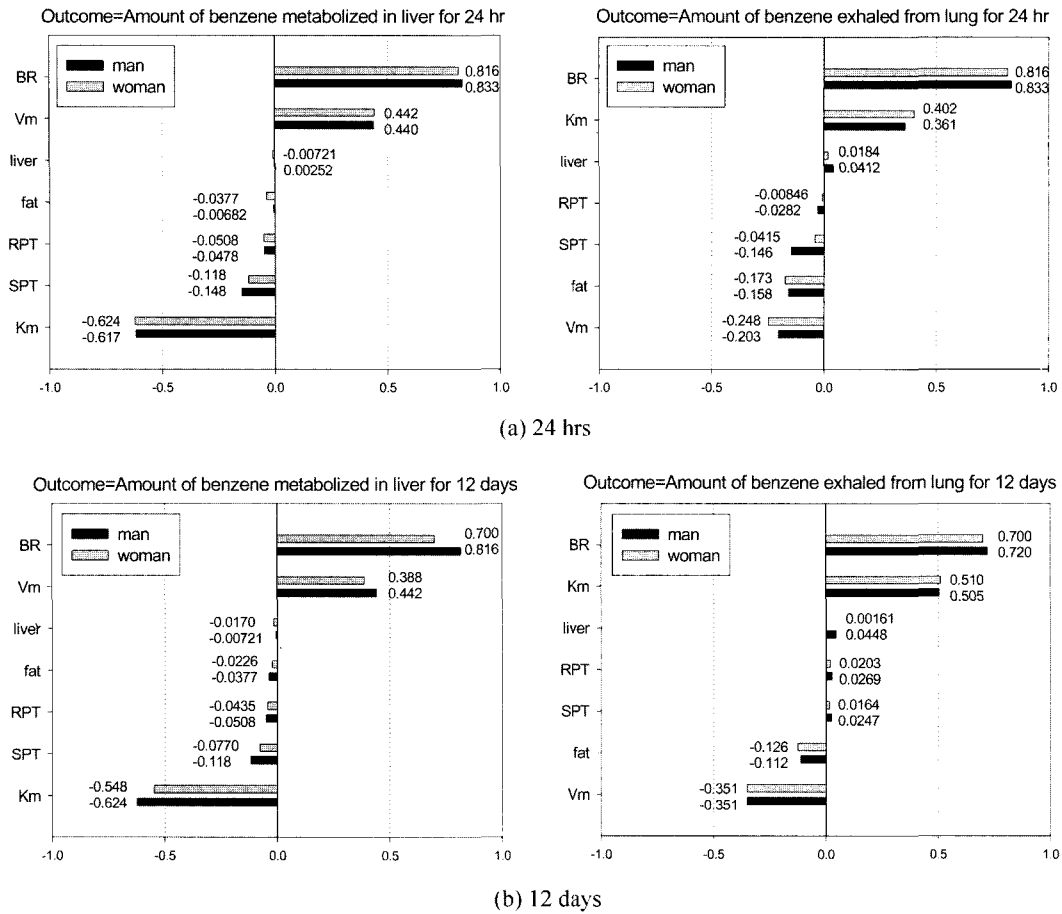 Outcome=Amount of benzene metabolized in liver for 24 hr
man
woman
BR
Vm
liver
fat
RPT
SPT
Km
0.816
0.833
0.442
0.440
-0.00721
0.00252
-0.0377
-0.00682
-0.0508
-0.0478
-0.118
-0.148
-0.624
-0.617
-1.0 -0.5 0.0 0.5 1.0
Outcome=Amount of benzene exhaled from lung for 24 hr
man
woman
BR
Km
liver
RPT
SPT
fat
Vm
0.816
0.833
0.402
0.361
0.0184
0.0412
-0.00846
-0.0282
-0.0415
-0.146
-0.173
-0.158
-0.248
-0.203
-1.0 -0.5 0.0 0.5 1.0
(a) 24 hrs
Outcome=Amount of benzene metabolized in liver for 12 days
man
woman
BR
Vm
liver
fat
RPT
SPT
Km
0.700
0.816
0.388
0.442
-0.0170
-0.00721
-0.0226
-0.0377
-0.0435
-0.0508
-0.0770
-0.118
-0.548
-0.624
-1.0 -0.5 0.0 0.5 1.0
Outcome=Amount of benzene exhaled from lung for 12 days
man
woman
BR
Km
liver
RPT
SPT
fat
Vm
0.700
0.720
0.510
0.505
0.00161
0.0448
0.0203
0.0269
0.0164
0.0247
-0.126
-0.112
-0.351
-0.351
-1.0 -0.5 0.0 0.5 1.0
(b) 12 days